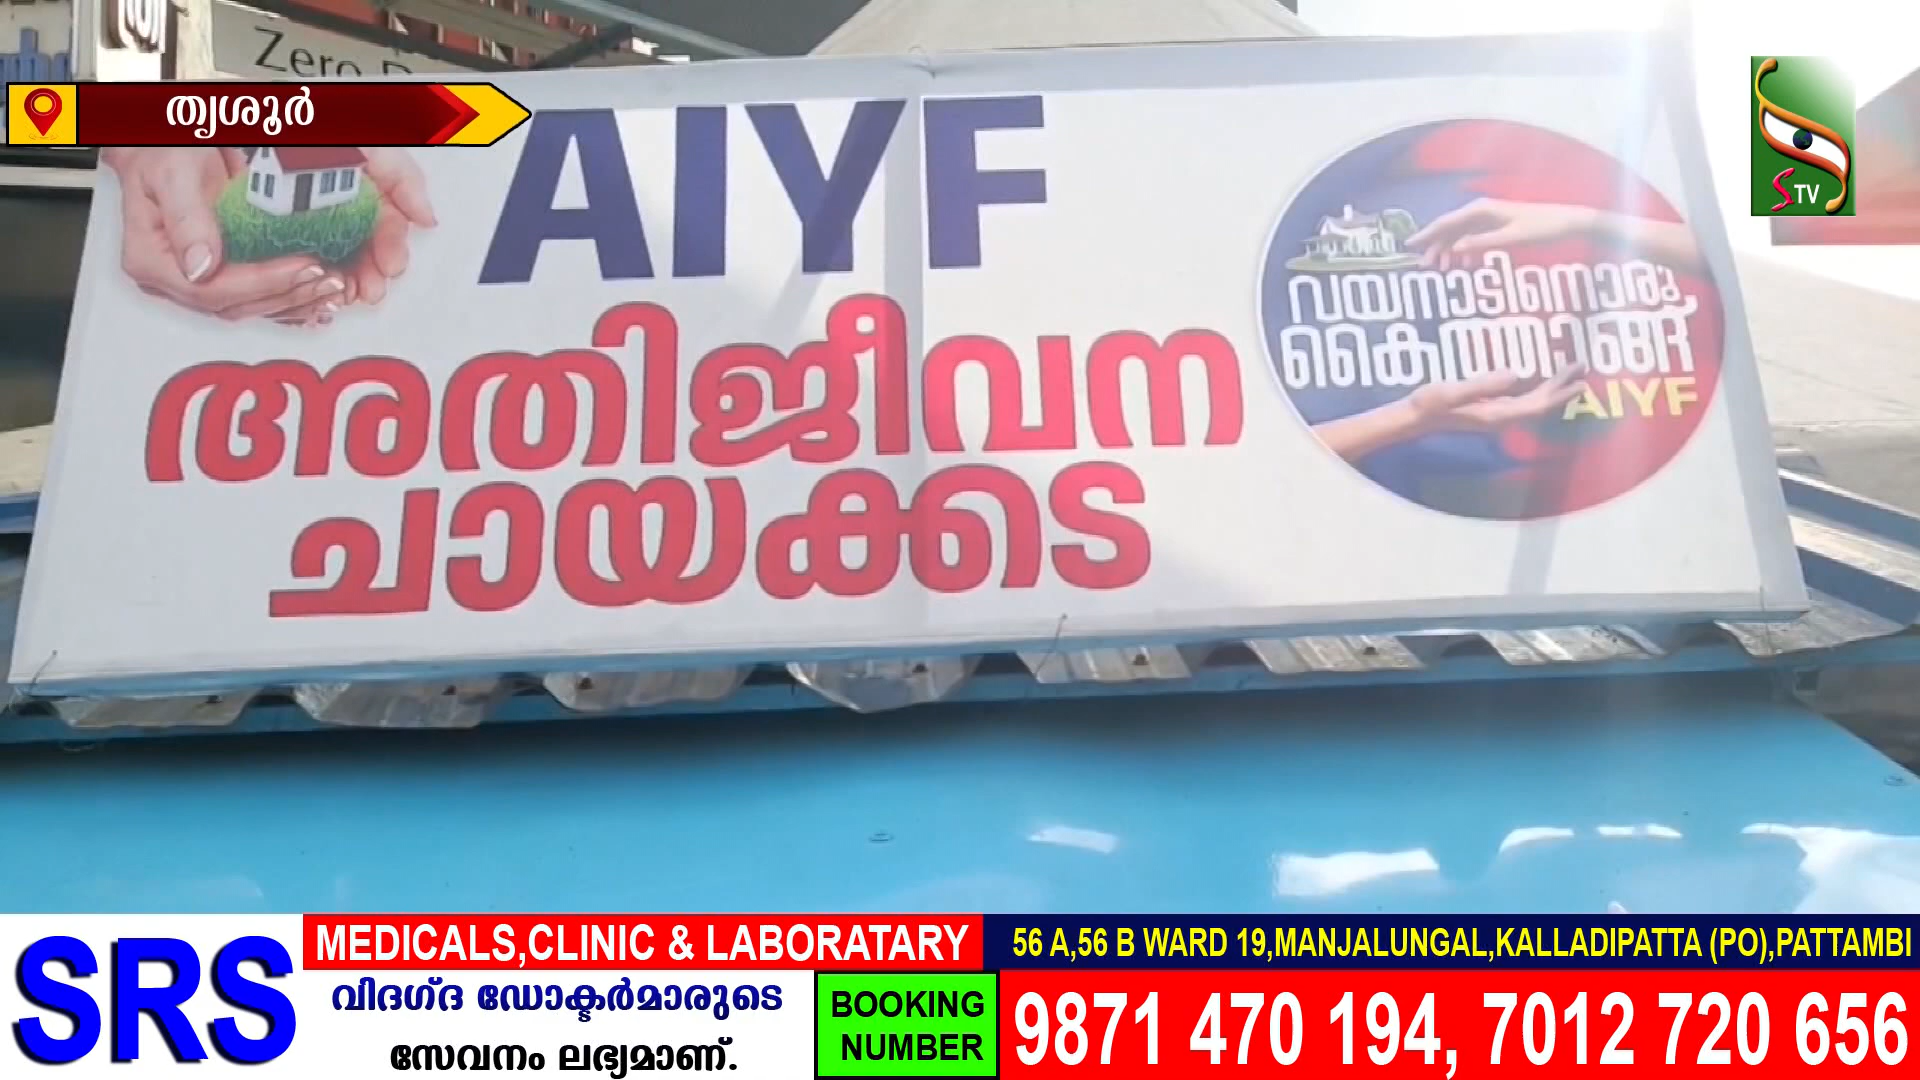 Zero
തൃശൂർ
AIYF
അതിജീവന
ചായക്കട
വയനാടിനൊരു
കൈത്താങ്ങ്
AIYF
STV
SRS
MEDICALS,CLINIC & LABORATARY
56 A,56 B WARD 19,MANJALUNGAL,KALLADIPATTA (PO),PATTAMBI
വിദഗ്ദ ഡോക്ടർമാരുടെ
സേവനം ലഭ്യമാണ്.
BOOKING
NUMBER
9871 470 194, 7012 720 656